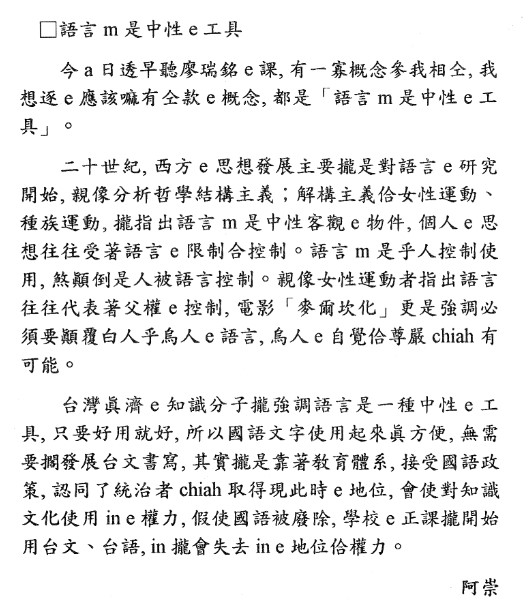 □語言 m 是中性 e 工具
今 a 日透早聽廖瑞銘 e 課, 有一寡概念參我相仝, 我
想逐 e 應該嘛有仝款 e 概念, 都是「語言 m 是中性 e 工
具」。
二十世紀, 西方 e 思想發展主要攏是對語言 e 研究
開始, 親像分析哲學結構主義；解構主義佮女性運動、
種族運動, 攏指出語言 m 是中性客觀 e 物件, 個人 e 思
想往往受著語言 e 限制合控制。語言 m 是乎人控制使
用, 煞顛倒是人被語言控制。親像女性運動者指出語言
往往代表著父權 e 控制, 電影「麥爾坎化」更是強調必
須要顛覆白人乎烏人 e 語言, 烏人 e 自覺佮尊嚴 chiah 有
可能。
台灣眞濟 e 知識分子攏強調語言是一種中性 e 工
具, 只要好用就好, 所以國語文字使用起來眞方便, 無需
要擱發展台文書寫, 其實攏是靠著教育體系, 接受國語政
策, 認同了統治者 chiah 取得現此時 e 地位, 會使對知識
文化使用 in e 權力, 假使國語被廢除, 學校 e 正課攏開始
用台文、台語, in 攏會失去 in e 地位佮權力。
阿崇